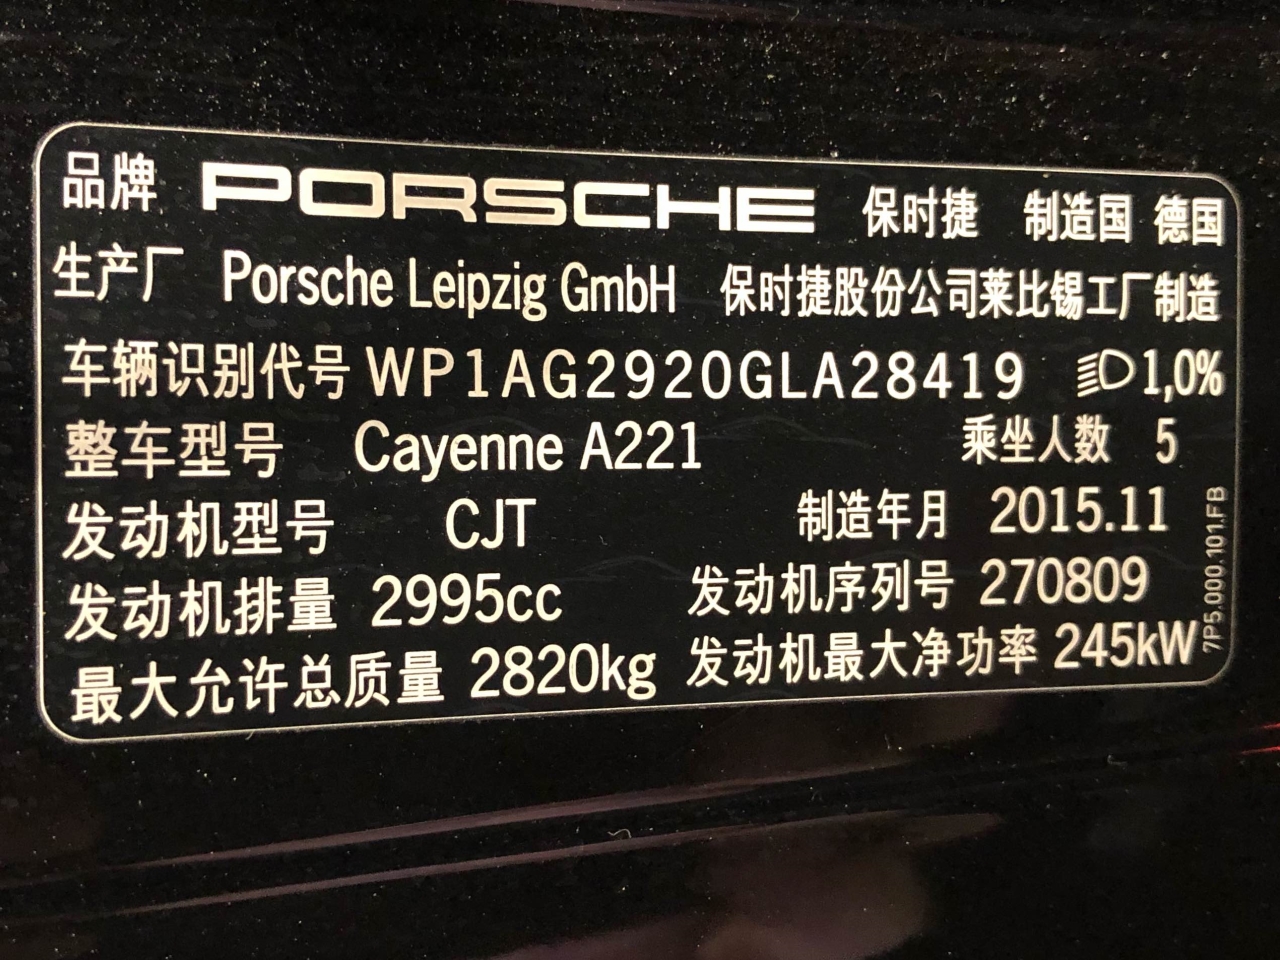 品牌 PORSCHE 保时捷 制造国 德国
生产厂 Porsche Leipzig GmbH 保时捷股份公司莱比锡工厂制造
车辆识别代号 WP1AG2920GLA28419 1,0%
整车型号 Cayenne A221 乘坐人数 5
发动机型号 CJT 制造年月 2015.11
发动机排量 2995cc 发动机序列号 270809
最大允许总质量 2820kg 发动机最大净功率 245kW
7P5.000.101.FB